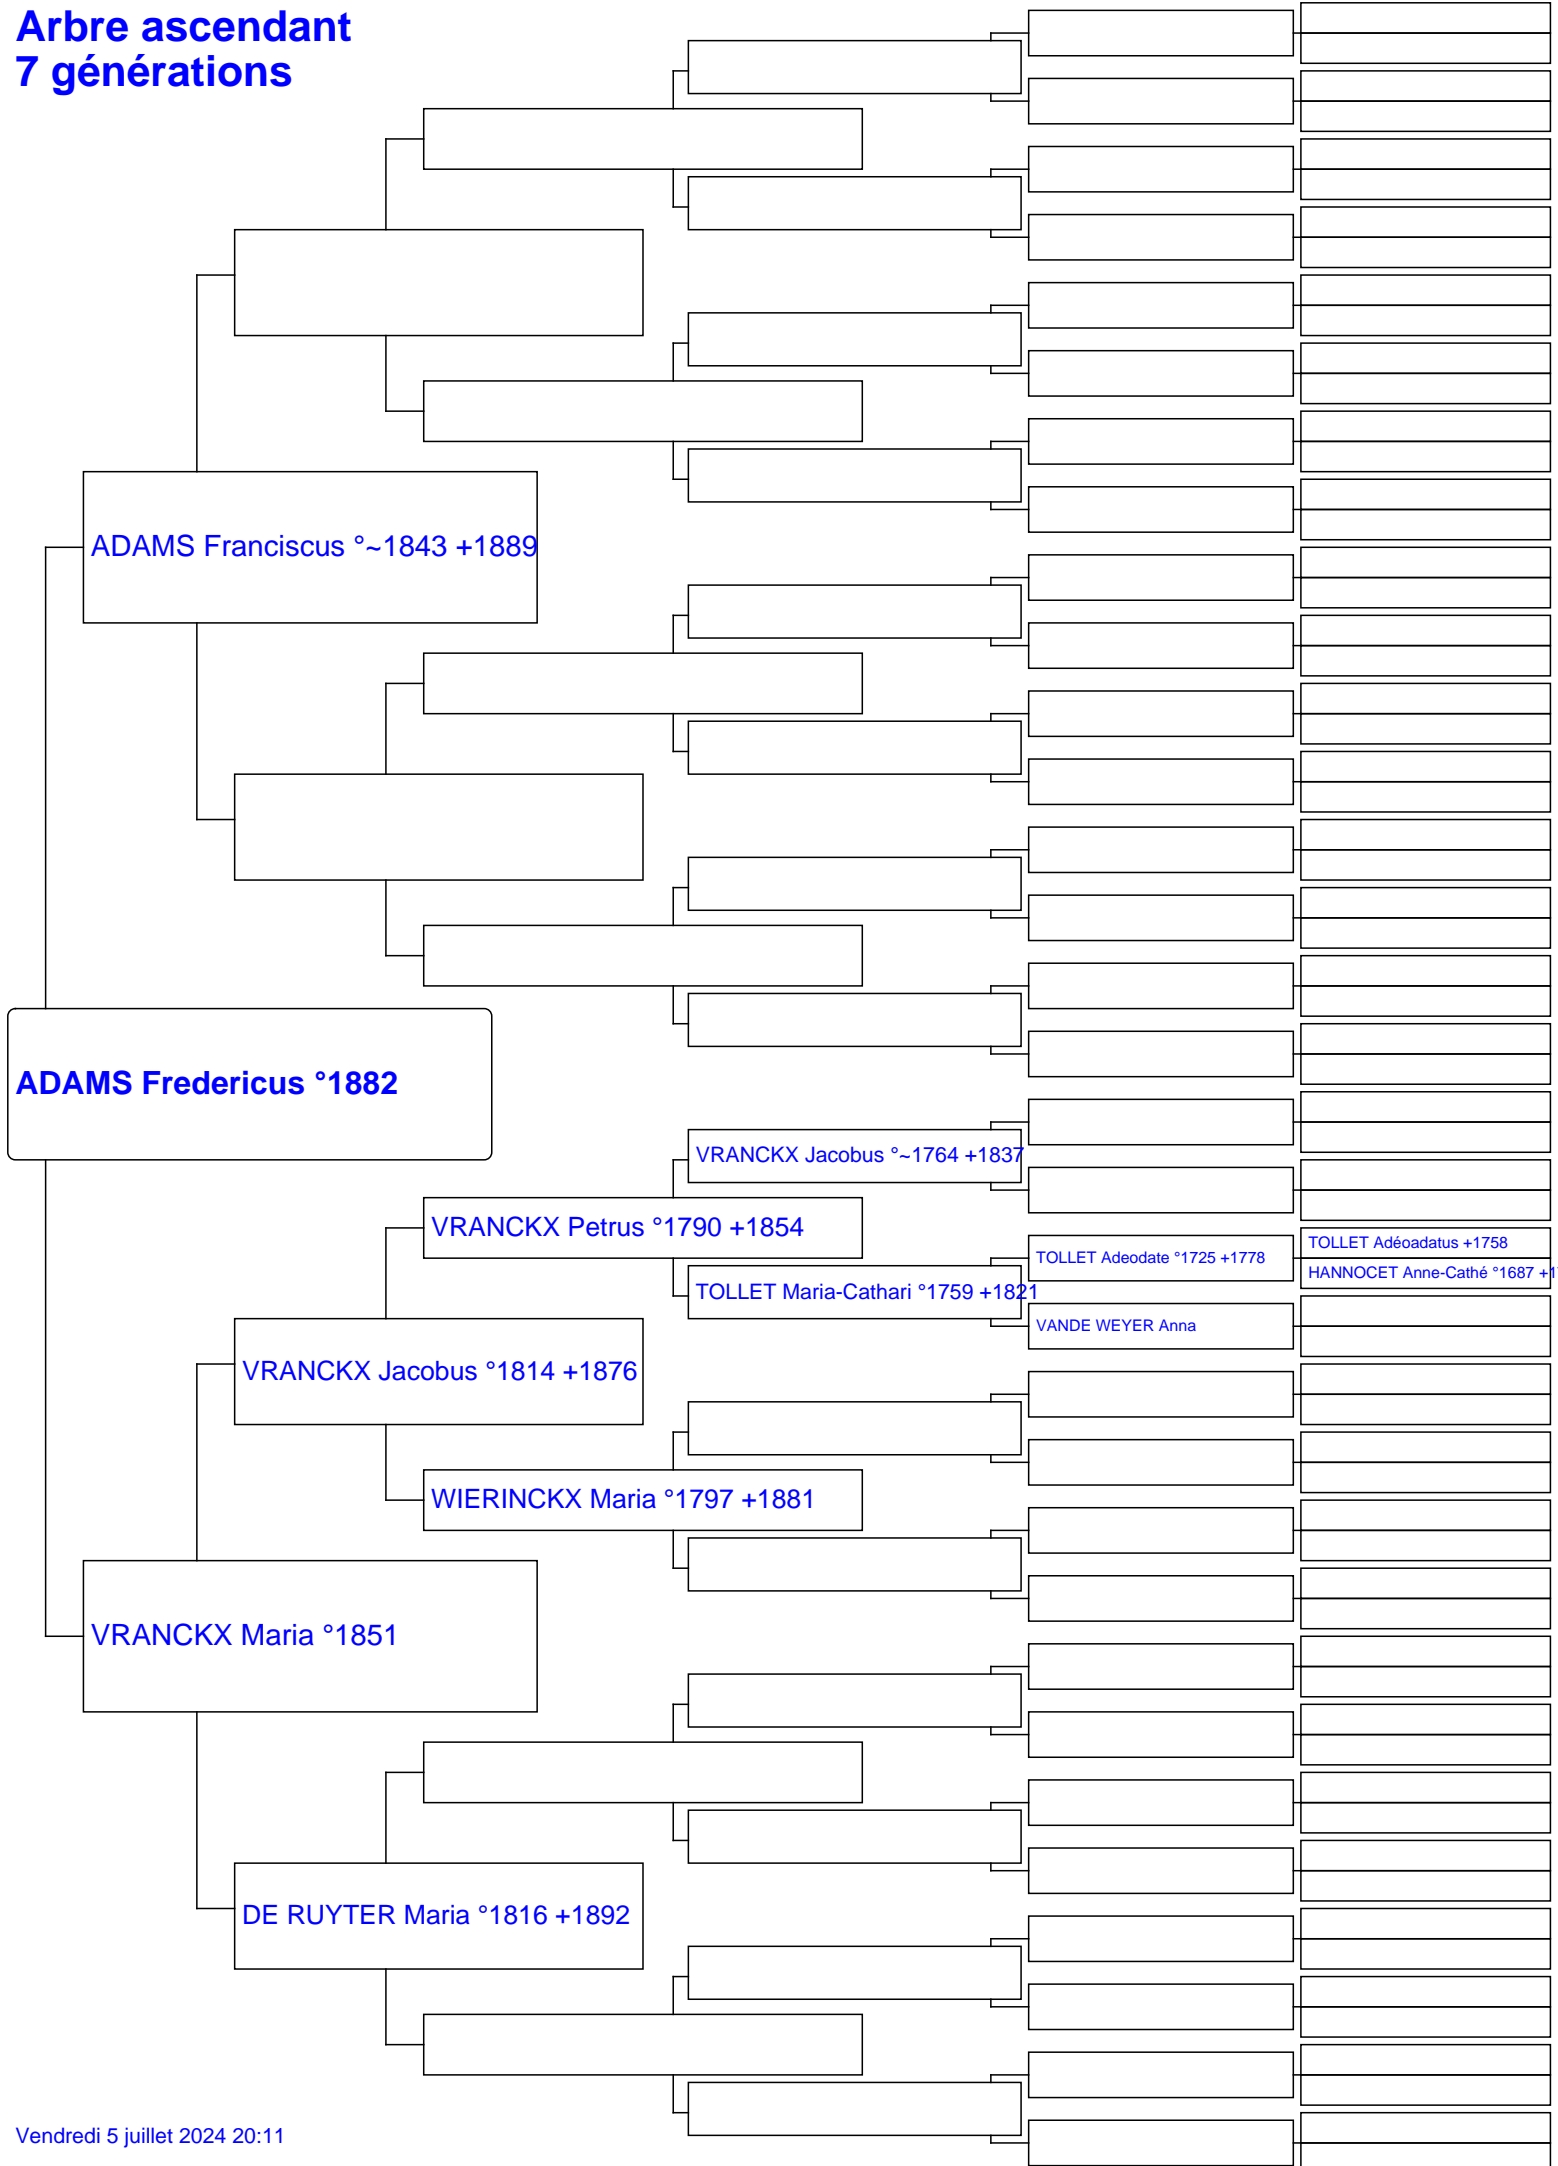 Arbre ascendant
7 générations
ADAMS Franciscus °~1843 +1889
ADAMS Fredericus °1882
VRANCKX Jacobus °~1764 +1837
VRANCKX Petrus °1790 +1854
TOLLET Adéoadatus +1758
TOLLET Adeodate °1725 +1778
HANNOCET Anne-Cathé °1687 +1
TOLLET Maria-Cathari °1759 +1821
VANDE WEYER Anna
VRANCKX Jacobus °1814 +1876
WIERINCKX Maria °1797 +1881
VRANCKX Maria °1851
DE RUYTER Maria °1816 +1892
Vendredi 5 juillet 2024 20:11